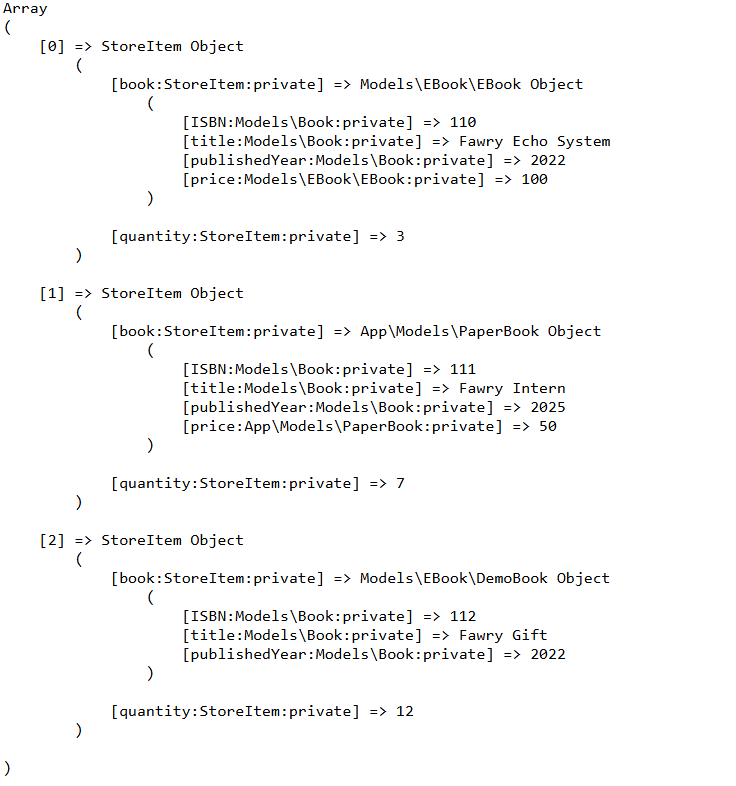 Array
(
    [0] => StoreItem Object
        (
            [book:StoreItem:private] => Models\EBook\EBook Object
                (
                    [ISBN:Models\Book:private] => 110
                    [title:Models\Book:private] => Fawry Echo System
                    [publishedYear:Models\Book:private] => 2022
                    [price:Models\EBook\EBook:private] => 100
                )

            [quantity:StoreItem:private] => 3
        )

    [1] => StoreItem Object
        (
            [book:StoreItem:private] => App\Models\PaperBook Object
                (
                    [ISBN:Models\Book:private] => 111
                    [title:Models\Book:private] => Fawry Intern
                    [publishedYear:Models\Book:private] => 2025
                    [price:App\Models\PaperBook:private] => 50
                )

            [quantity:StoreItem:private] => 7
        )

    [2] => StoreItem Object
        (
            [book:StoreItem:private] => Models\EBook\DemoBook Object
                (
                    [ISBN:Models\Book:private] => 112
                    [title:Models\Book:private] => Fawry Gift
                    [publishedYear:Models\Book:private] => 2022
                )

            [quantity:StoreItem:private] => 12
        )

)